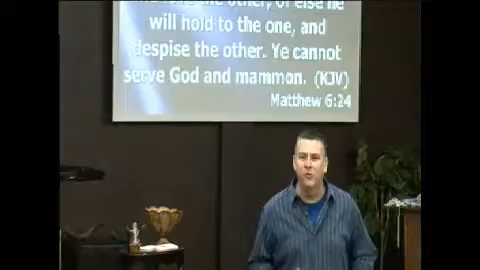 the other; or else he
will hold to the one, and
despise the other. Ye cannot
serve God and mammon. (KJV)
Matthew 6:24